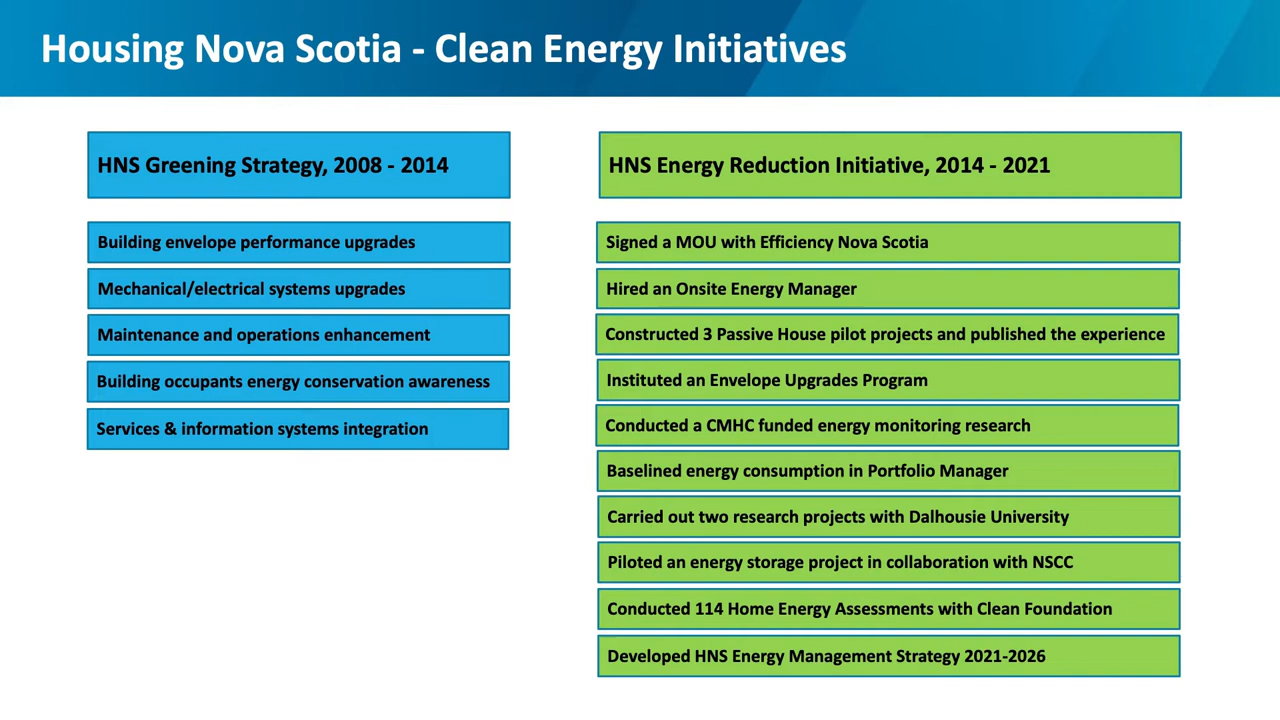 Housing Nova Scotia - Clean Energy Initiatives
HNS Greening Strategy, 2008 - 2014
Building envelope performance upgrades
Mechanical/electrical systems upgrades
Maintenance and operations enhancement
Building occupants energy conservation awareness
Services & information systems integration
HNS Energy Reduction Initiative, 2014 - 2021
Signed a MOU with Efficiency Nova Scotia
Hired an Onsite Energy Manager
Constructed 3 Passive House pilot projects and published the experience
Instituted an Envelope Upgrades Program
Conducted a CMHC funded energy monitoring research
Baselined energy consumption in Portfolio Manager
Carried out two research projects with Dalhousie University
Piloted an energy storage project in collaboration with NSCC
Conducted 114 Home Energy Assessments with Clean Foundation
Developed HNS Energy Management Strategy 2021-2026